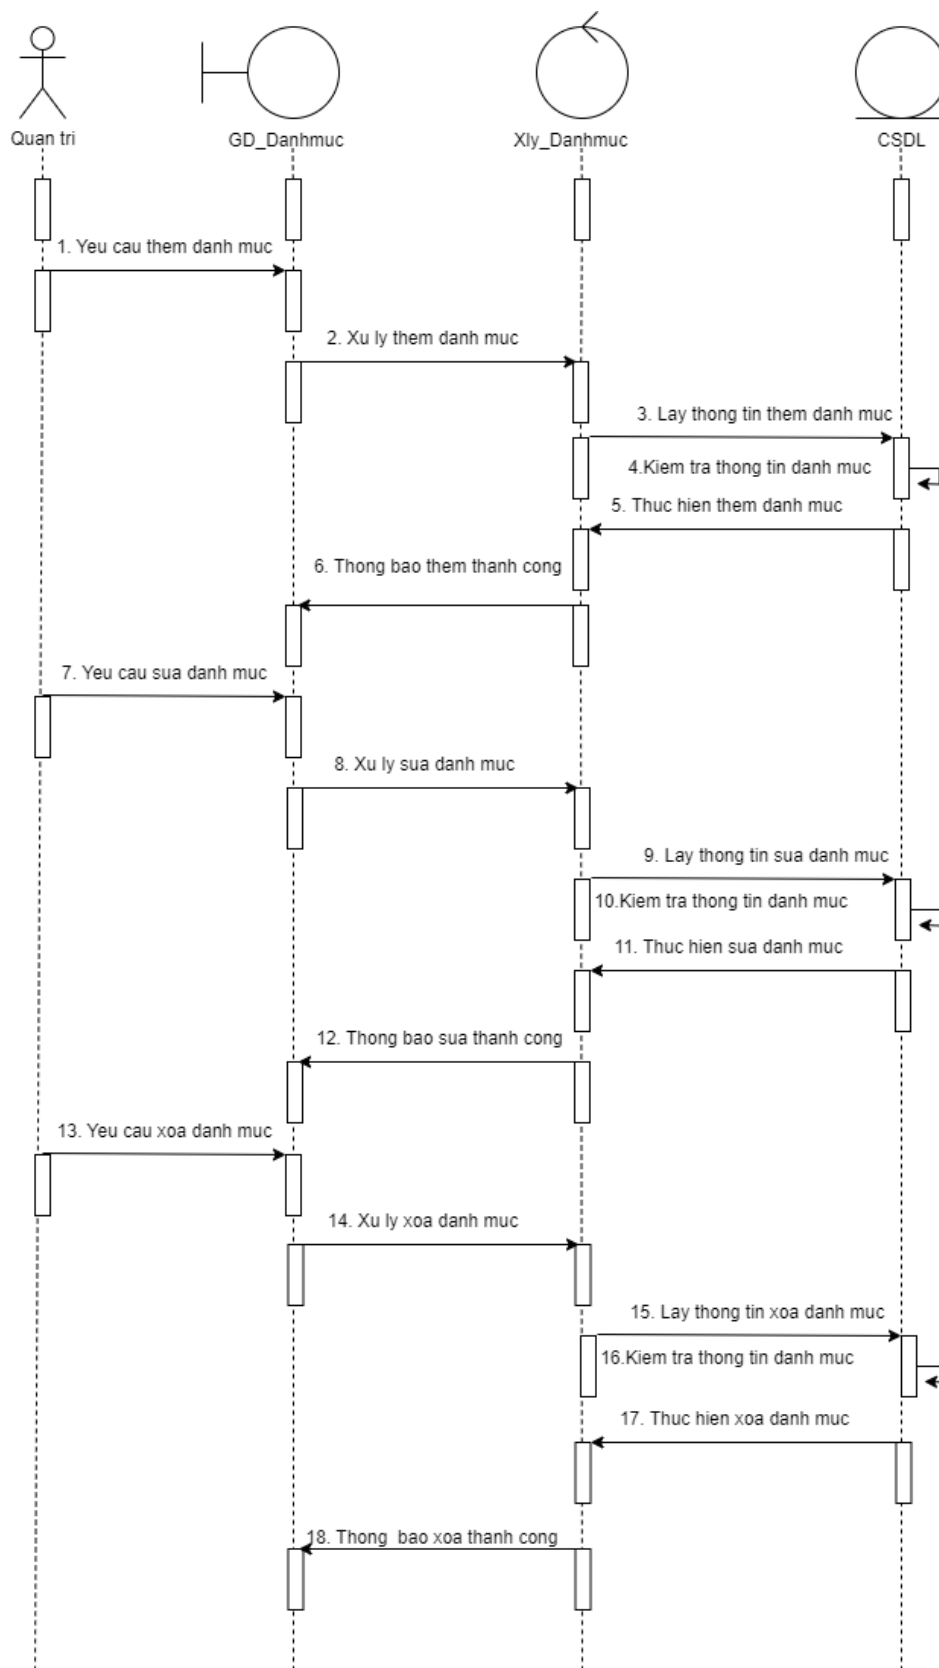 Quan tri
GD_Danhmuc
Xly_Danhmuc
CSDL
1. Yeu cau them danh muc
2. Xu ly them danh muc
3. Lay thong tin them danh muc
4.Kiem tra thong tin danh muc
5. Thuc hien them danh muc
6. Thong bao them thanh cong
7. Yeu cau sua danh muc
8. Xu ly sua danh muc
9. Lay thong tin sua danh muc
10.Kiem tra thong tin danh muc
11. Thuc hien sua danh muc
12. Thong bao sua thanh cong
13. Yeu cau xoa danh muc
14. Xu ly xoa danh muc
15. Lay thong tin xoa danh muc
16.Kiem tra thong tin danh muc
17. Thuc hien xoa danh muc
18. Thong  bao xoa thanh cong